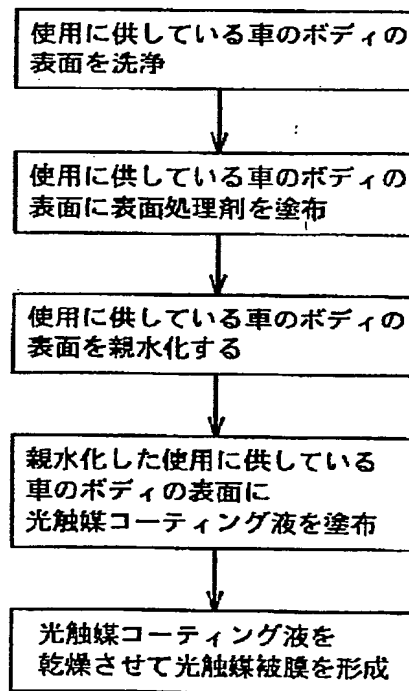 使用に供している車のボディの
表面を洗浄
使用に供している車のボディの
表面に表面処理剤を塗布
使用に供している車のボディの
表面を親水化する
親水化した使用に供している
車のボディの表面に
光触媒コーティング液を塗布
光触媒コーティング液を
乾燥させて光触媒被膜を形成